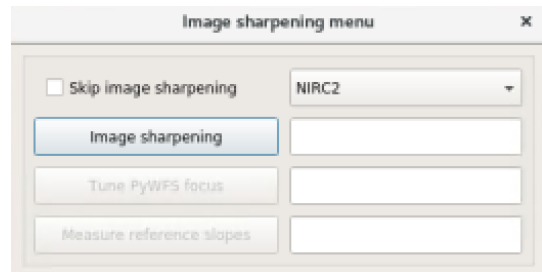 Image sharpening menu ×
Skip image sharpening NIRC2
Image sharpening
Tune PyWFS focus
Measure reference slopes